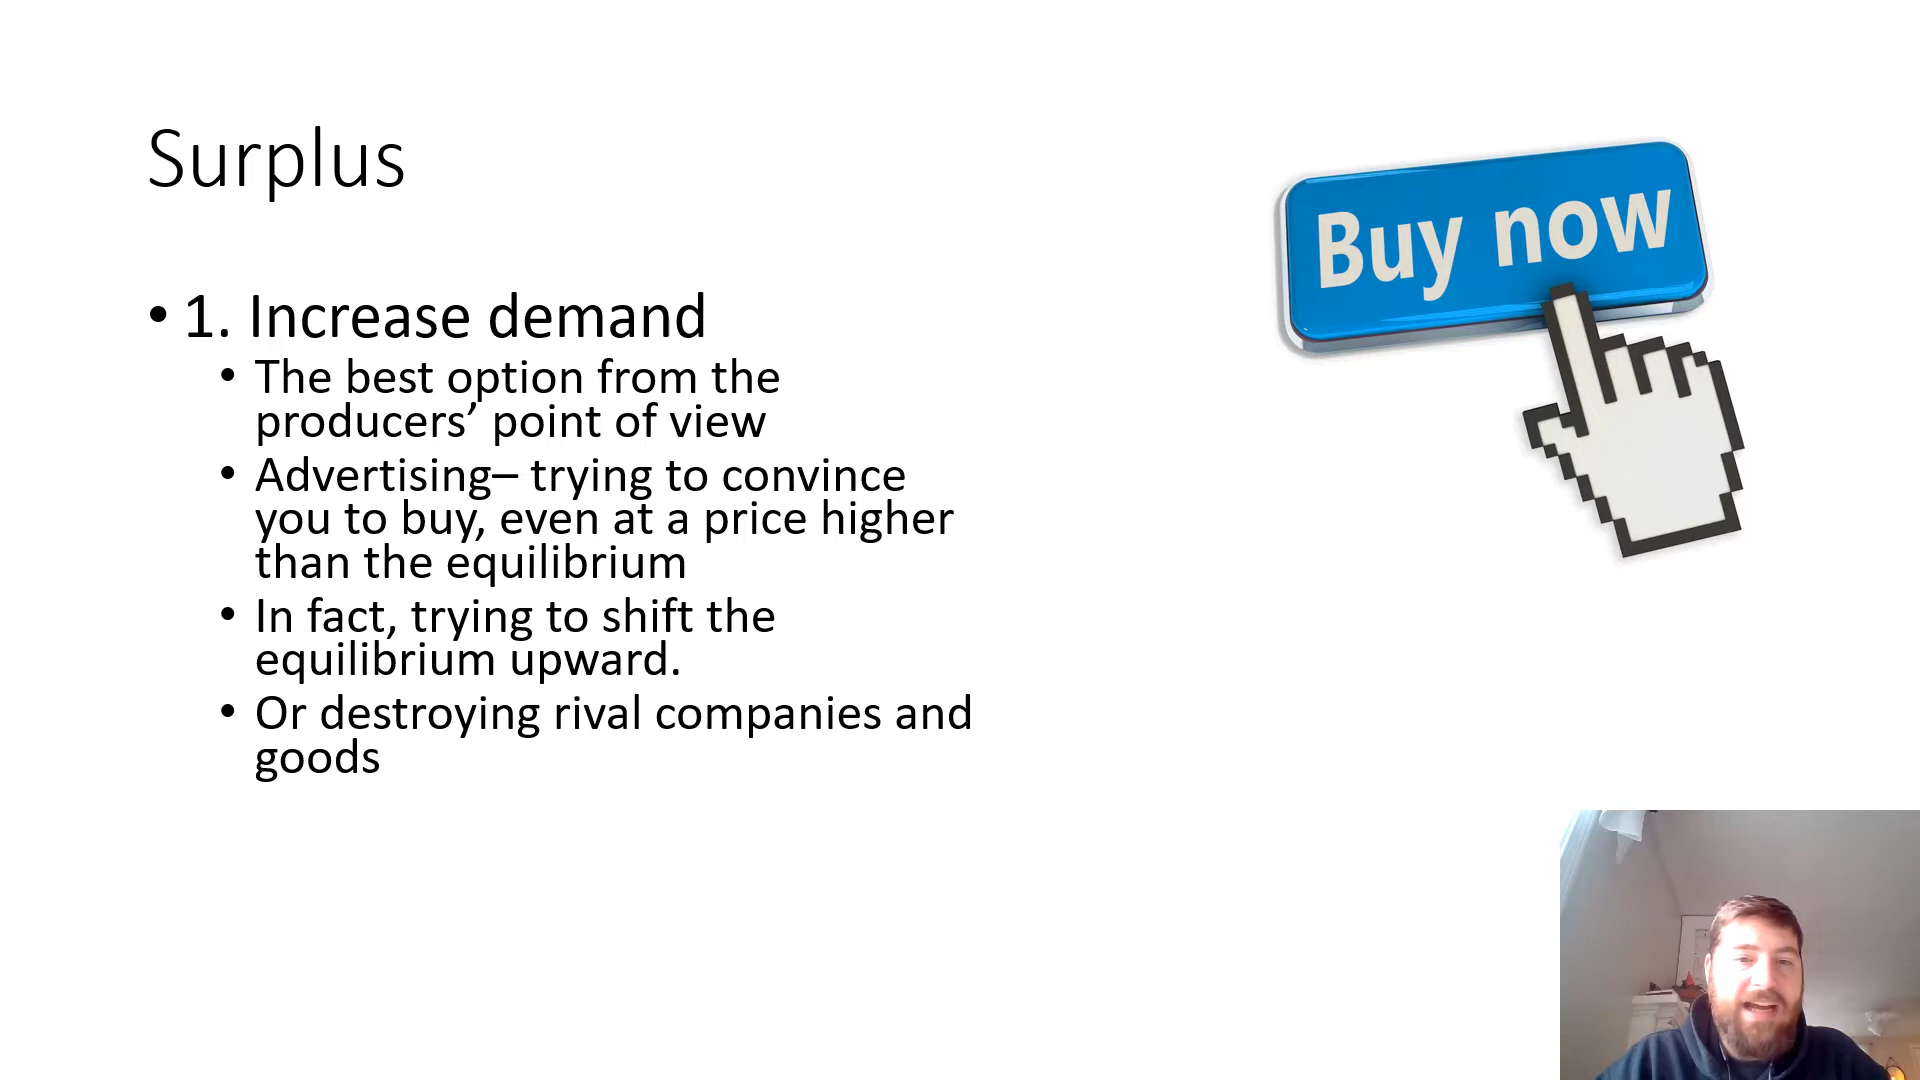 Surplus
Buy now
• 1. Increase demand
• The best option from the
producers’ point of view
• Advertising– trying to convince
you to buy, even at a price higher
than the equilibrium
• In fact, trying to shift the
equilibrium upward.
• Or destroying rival companies and
goods